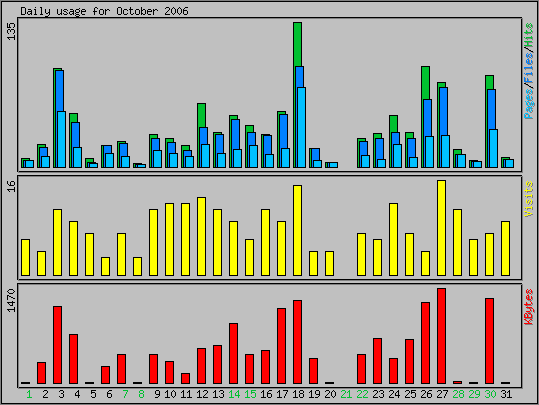 Daily usage for October 2006
135
Pages/Files/Hits
16
Visits
1470
KBytes
1 2 3 4 5 6 7 8 9 10 11 12 13 14 15 16 17 18 19 20 21 22 23 24 25 26 27 28 29 30 31